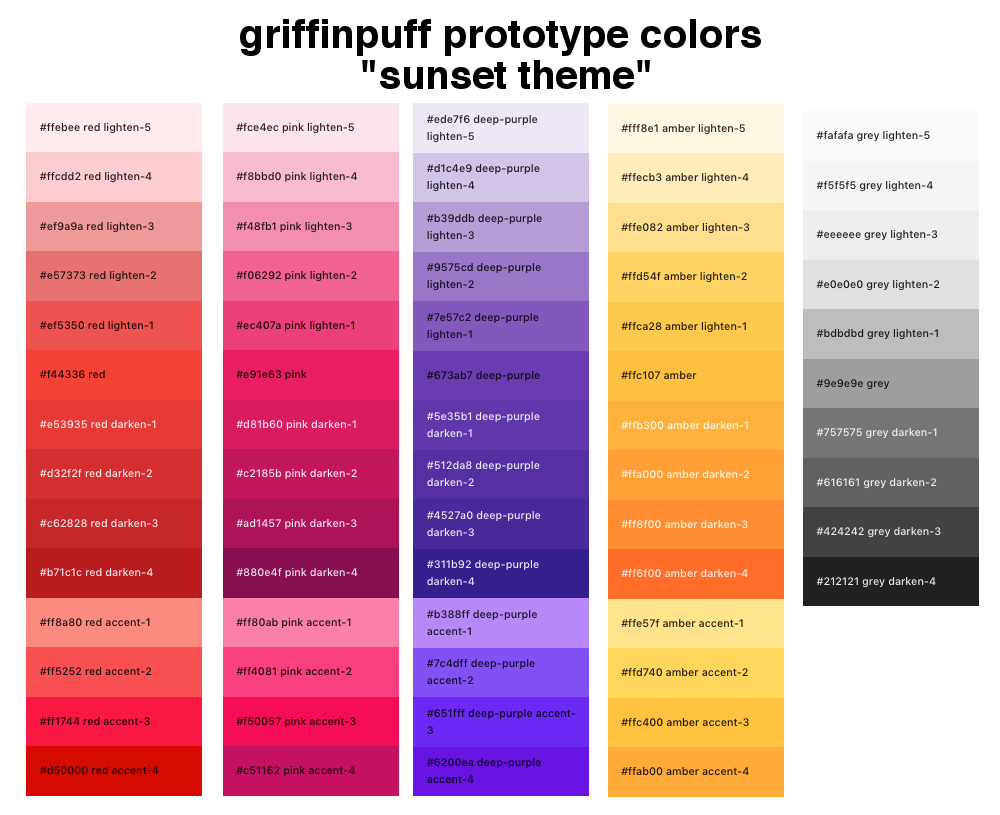 griffinpuff prototype colors
"sunset theme"
#ffebee red lighten-5
#ffcdd2 red lighten-4
#ef9a9a red lighten-3
#e57373 red lighten-2
#ef5350 red lighten-1
#f44336 red
#e53935 red darken-1
#d32f2f red darken-2
#c62828 red darken-3
#b71c1c red darken-4
#ff8a80 red accent-1
#ff5252 red accent-2
#ff1744 red accent-3
#d50000 red accent-4
#fce4ec pink lighten-5
#f8bbd0 pink lighten-4
#f48fb1 pink lighten-3
#f06292 pink lighten-2
#ec407a pink lighten-1
#e91e63 pink
#d81b60 pink darken-1
#c2185b pink darken-2
#ad1457 pink darken-3
#880e4f pink darken-4
#ff80ab pink accent-1
#ff4081 pink accent-2
#f50057 pink accent-3
#c51162 pink accent-4
#ede7f6 deep-purple
lighten-5
#d1c4e9 deep-purple
lighten-4
#b39ddb deep-purple
lighten-3
#9575cd deep-purple
lighten-2
#7e57c2 deep-purple
lighten-1
#673ab7 deep-purple
#5e35b1 deep-purple
darken-1
#512da8 deep-purple
darken-2
#4527a0 deep-purple
darken-3
#311b92 deep-purple
darken-4
#b388ff deep-purple
accent-1
#7c4dff deep-purple
accent-2
#651fff deep-purple accent-
3
#6200ea deep-purple
accent-4
#fff8e1 amber lighten-5
#ffecb3 amber lighten-4
#ffe082 amber lighten-3
#ffd54f amber lighten-2
#ffca28 amber lighten-1
#ffc107 amber
#ffb300 amber darken-1
#ffa000 amber darken-2
#ff8f00 amber darken-3
#ff6f00 amber darken-4
#ffe57f amber accent-1
#ffd740 amber accent-2
#ffc400 amber accent-3
#ffab00 amber accent-4
#fafafa grey lighten-5
#f5f5f5 grey lighten-4
#eeeeee grey lighten-3
#e0e0e0 grey lighten-2
#bdbdbd grey lighten-1
#9e9e9e grey
#757575 grey darken-1
#616161 grey darken-2
#424242 grey darken-3
#212121 grey darken-4